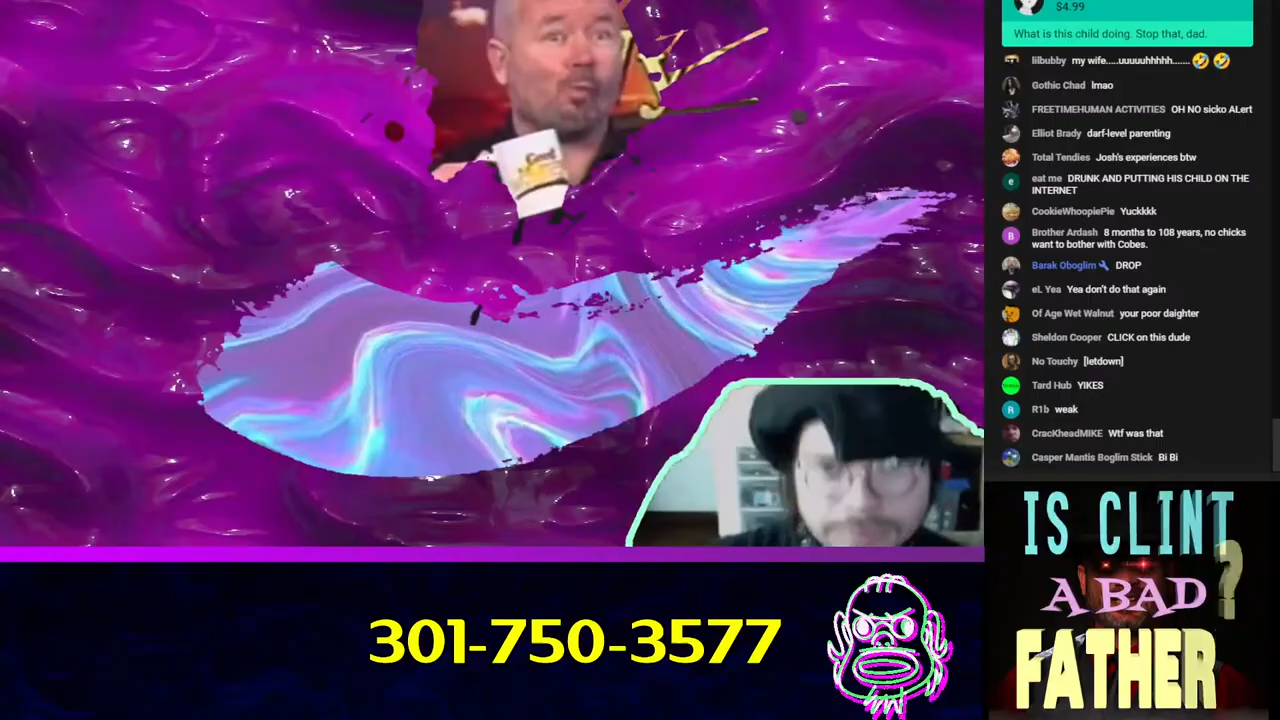 $4.99
What is this child doing. Stop that, dad.
lilbubby my wife.....uuuuuhhhhh....... 🤣 🤣
Gothic Chad lmao
FREETIMEHUMAN ACTIVITIES OH NO sicko ALert
Elliot Brady darf-level parenting
Total Tendies Josh's experiences btw
eat me DRUNK AND PUTTING HIS CHILD ON THE
INTERNET
CookieWhoopiePie Yuckkkk
Brother Ardash 8 months to 108 years, no chicks
want to bother with Cobes.
Barak Oboglim DROP
eL Yea Yea don't do that again
Of Age Wet Walnut your poor daighter
Sheldon Cooper CLICK on this dude
No Touchy [letdown]
Tard Hub YIKES
R1b weak
CracKheadMIKE Wtf was that
Casper Mantis Boglim Stick Bi Bi
IS CLINT
A BAD ?
FATHER
301-750-3577